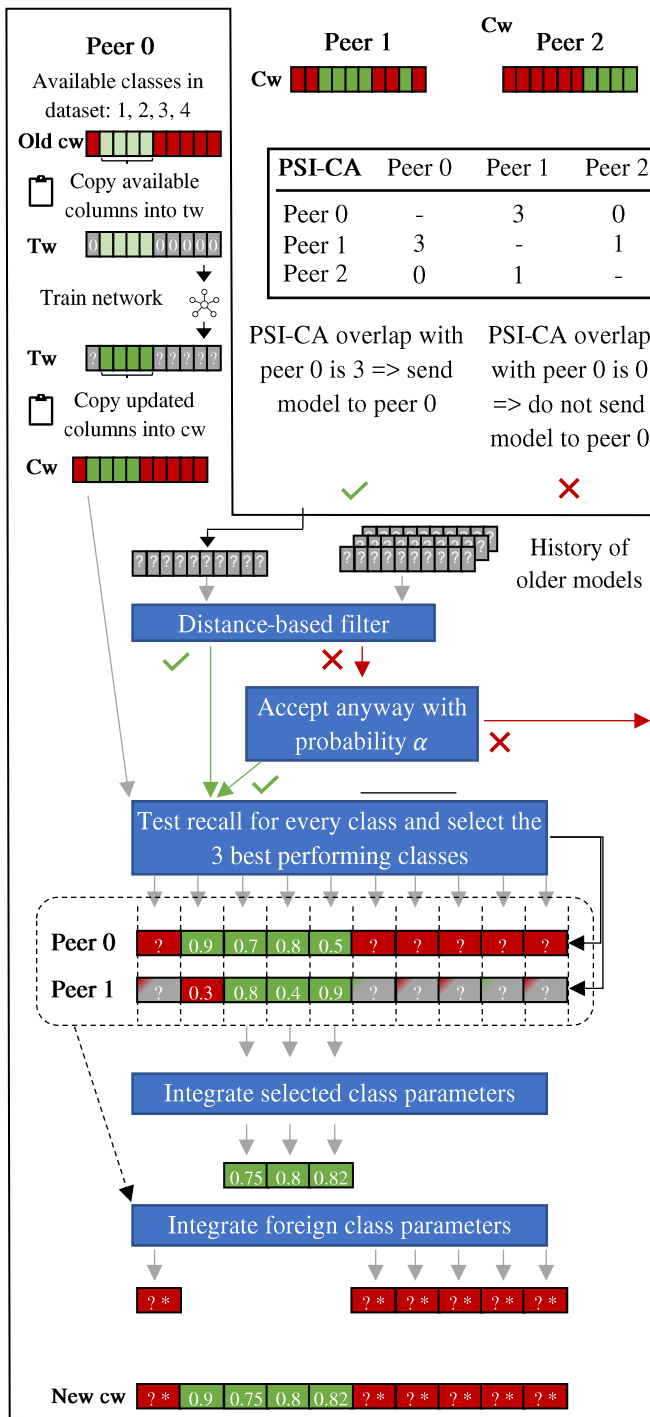 Peer 0
Available classes in
dataset: 1, 2, 3, 4
Old cw
Copy available
columns into tw
Tw
0 0 0 0 0 0
Train network
Tw
? ? ? ? ? ?
Copy updated
columns into cw
Cw
Peer 1
Cw
Cw
Peer 2
PSI-CA Peer 0 Peer 1 Peer 2
Peer 0 - 3 0
Peer 1 3 - 1
Peer 2 0 1 -
PSI-CA overlap with
peer 0 is 3 => send
model to peer 0
PSI-CA overlap
with peer 0 is 0
=> do not send
model to peer 0
? ? ? ? ? ? ? ? ? ?
? ? ? ? ? ? ? ? ? ?
History of
older models
Distance-based filter
Accept anyway with
probability α
Test recall for every class and select the
3 best performing classes
Peer 0 ? 0.9 0.7 0.8 0.5 ? ? ? ? ?
Peer 1 ? 0.3 0.8 0.4 0.9 ? ? ? ? ?
Integrate selected class parameters
0.75 0.8 0.82
Integrate foreign class parameters
? * ? * ? * ? * ? * ? *
New cw ? * 0.9 0.75 0.8 0.82 ? * ? * ? * ? * ? *